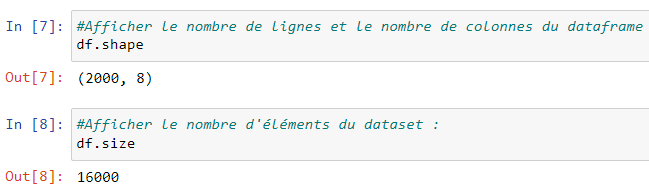 In [7]: #Afficher le nombre de lignes et le nombre de colonnes du dataframe
df.shape
Out[7]: (2000, 8)
In [8]: #Afficher le nombre d'éléments du dataset :
df.size
Out[8]: 16000